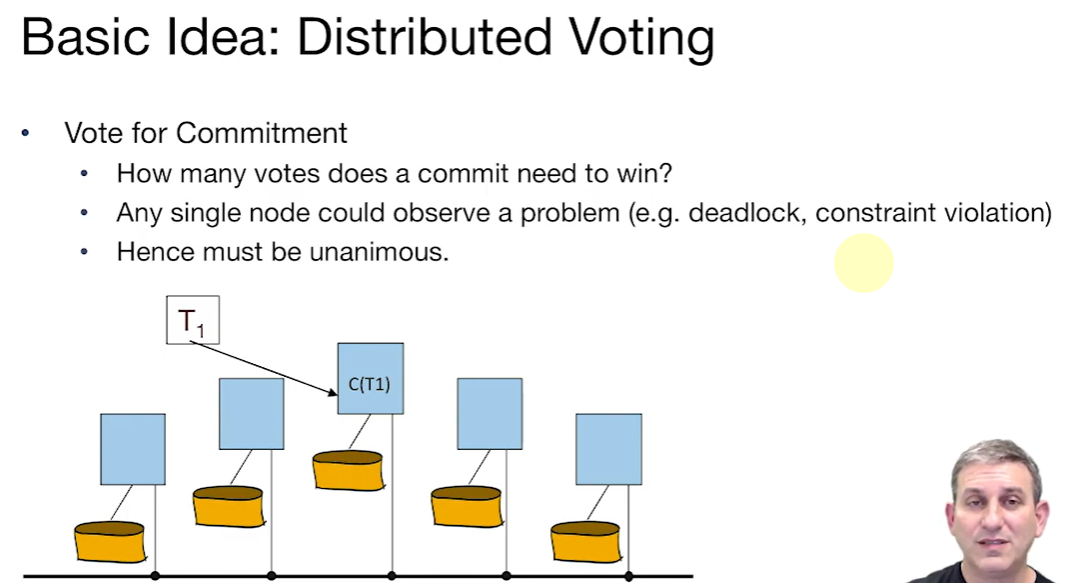 Basic Idea: Distributed Voting
• Vote for Commitment
• How many votes does a commit need to win?
• Any single node could observe a problem (e.g. deadlock, constraint violation)
• Hence must be unanimous.
T1
C(T1)